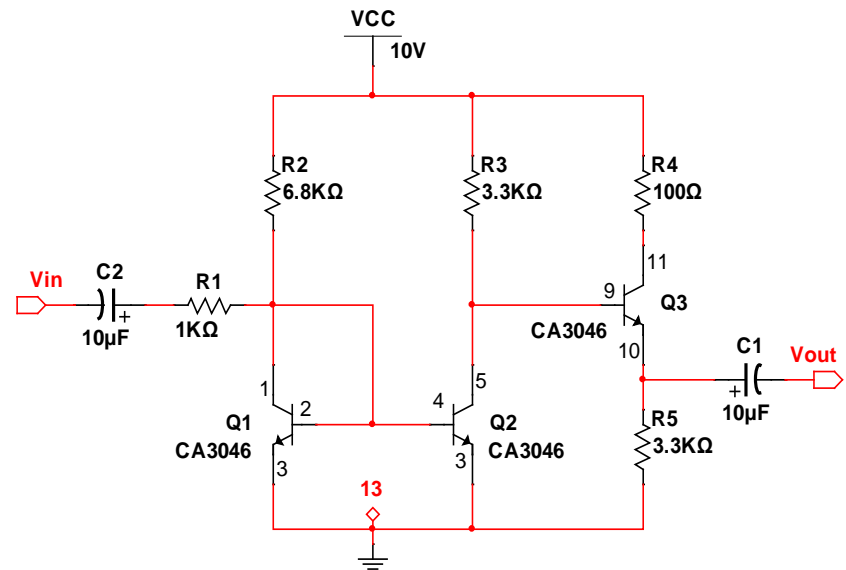 VCC
10V
R2
6.8KΩ
R3
3.3KΩ
R4
100Ω
Vin
C2
10µF
+
R1
1KΩ
11
9
Q3
CA3046
10
C1
Vout
+
10µF
1
2
Q1
CA3046
3
5
4
Q2
CA3046
3
R5
3.3KΩ
13